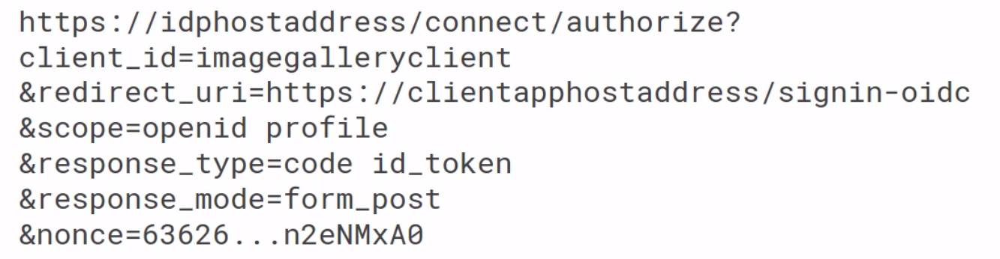 https://idphostaddress/connect/authorize?
client_id=imagegalleryclient
&redirect_uri=https://clientapphostaddress/signin-oidc
&scope=openid profile
&response_type=code id_token
&response_mode=form_post
&nonce=63626...n2eNMxA0